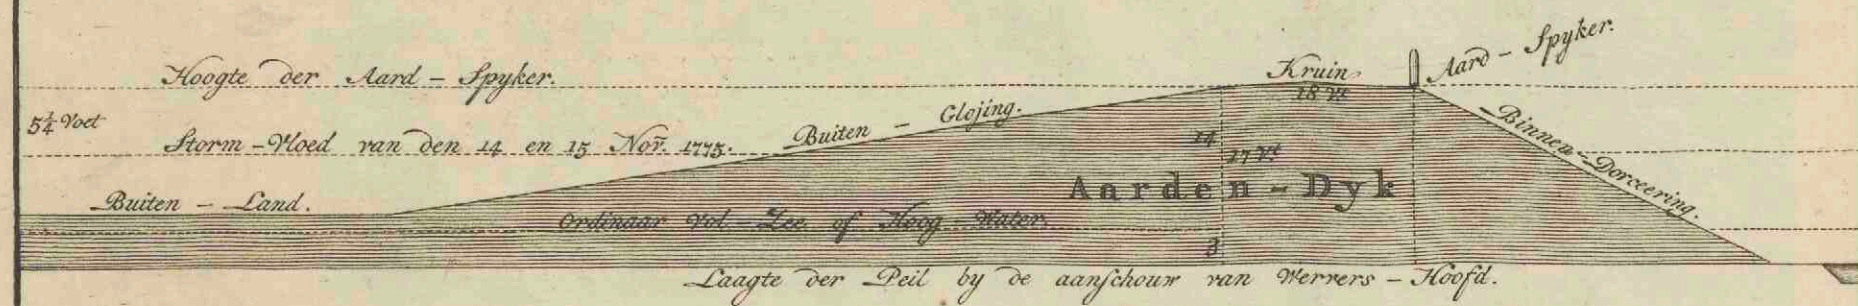 Aard - Spyker.
Hoogte der Aard - Spyker.
Kruin
18 Vt
5¼ Voet
Buiten - Glojing.
Binnen - Dorceering.
Storm - Vloed van den 14 en 15 Nov. 1775.
14
17 Vt
Aarden - Dyk
Buiten - Land.
Ordinaar Vol - Zee of Hoog - Water.
3
Laagte der Peil by de aanschouw van Wervers - Hoofd.